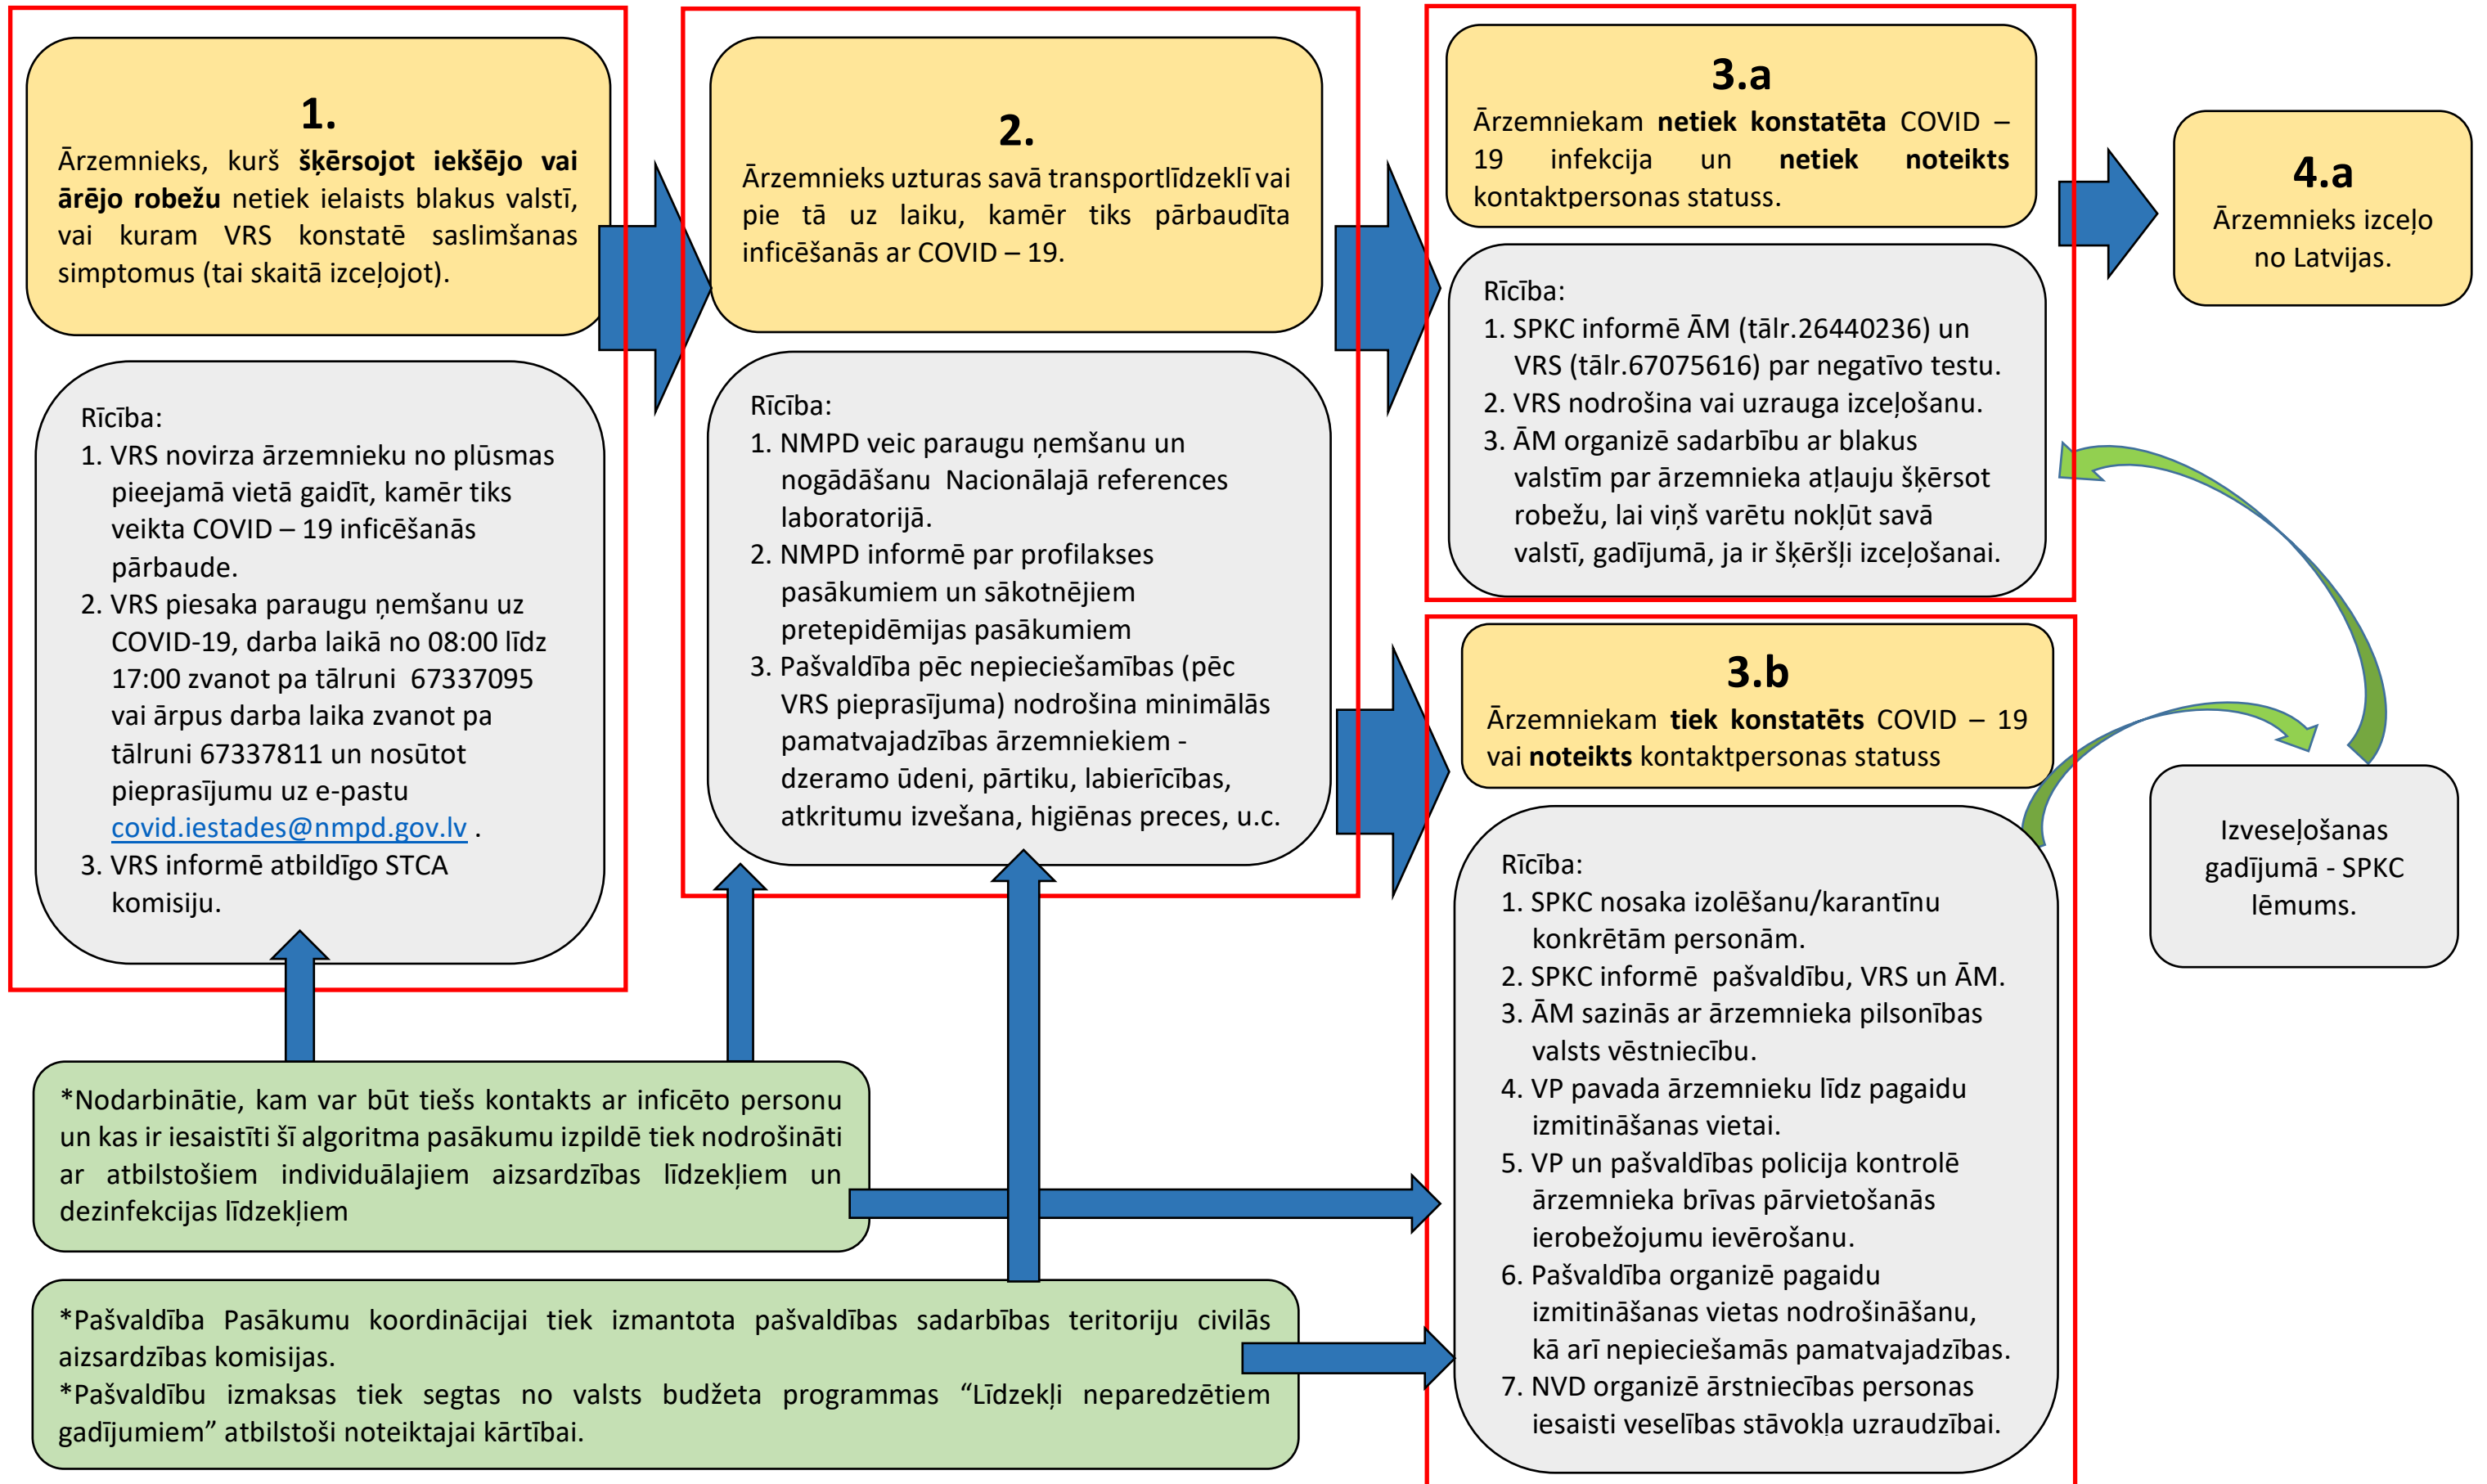 1.
Ārzemnieks, kurš šķērsojot iekšējo vai
ārējo robežu netiek ielaists blakus valstī,
vai kuram VRS konstatē saslimšanas
simptomus (tai skaitā izceļojot).
Rīcība:
1. VRS novirza ārzemnieku no plūsmas
pieejamā vietā gaidīt, kamēr tiks
veikta COVID – 19 inficēšanās
pārbaude.
2. VRS piesaka paraugu ņemšanu uz
COVID-19, darba laikā no 08:00 līdz
17:00 zvanot pa tālruni 67337095
vai ārpus darba laika zvanot pa
tālruni 67337811 un nosūtot
pieprasījumu uz e-pastu
covid.iestades@nmpd.gov.lv .
3. VRS informē atbildīgo STCA
komisiju.
2.
Ārzemnieks uzturas savā transportlīdzeklī vai
pie tā uz laiku, kamēr tiks pārbaudīta
inficēšanās ar COVID – 19.
Rīcība:
1. NMPD veic paraugu ņemšanu un
nogādāšanu Nacionālajā references
laboratorijā.
2. NMPD informē par profilakses
pasākumiem un sākotnējiem
pretepidēmijas pasākumiem
3. Pašvaldība pēc nepieciešamības (pēc
VRS pieprasījuma) nodrošina minimālās
pamatvajadzības ārzemniekiem -
dzeramo ūdeni, pārtiku, labierīcības,
atkritumu izvešana, higiēnas preces, u.c.
3.a
Ārzemniekam netiek konstatēta COVID –
19 infekcija un netiek noteikts
kontaktpersonas statuss.
Rīcība:
1. SPKC informē ĀM (tālr.26440236) un
VRS (tālr.67075616) par negatīvo testu.
2. VRS nodrošina vai uzrauga izceļošanu.
3. ĀM organizē sadarbību ar blakus
valstīm par ārzemnieka atļauju šķērsot
robežu, lai viņš varētu nokļūt savā
valstī, gadījumā, ja ir šķēršļi izceļošanai.
4.a
Ārzemnieks izceļo
no Latvijas.
3.b
Ārzemniekam tiek konstatēts COVID – 19
vai noteikts kontaktpersonas statuss
Rīcība:
1. SPKC nosaka izolēšanu/karantīnu
konkrētām personām.
2. SPKC informē pašvaldību, VRS un ĀM.
3. ĀM sazinās ar ārzemnieka pilsonības
valsts vēstniecību.
4. VP pavada ārzemnieku līdz pagaidu
izmitināšanas vietai.
5. VP un pašvaldības policija kontrolē
ārzemnieka brīvas pārvietošanās
ierobežojumu ievērošanu.
6. Pašvaldība organizē pagaidu
izmitināšanas vietas nodrošināšanu,
kā arī nepieciešamās pamatvajadzības.
7. NVD organizē ārstniecības personas
iesaisti veselības stāvokļa uzraudzībai.
Izveseļošanas
gadījumā - SPKC
lēmums.
*Nodarbinātie, kam var būt tiešs kontakts ar inficēto personu
un kas ir iesaistīti šī algoritma pasākumu izpildē tiek nodrošināti
ar atbilstošiem individuālajiem aizsardzības līdzekļiem un
dezinfekcijas līdzekļiem
*Pašvaldība Pasākumu koordinācijai tiek izmantota pašvaldības sadarbības teritoriju civilās
aizsardzības komisijas.
*Pašvaldību izmaksas tiek segtas no valsts budžeta programmas “Līdzekļi neparedzētiem
gadījumiem” atbilstoši noteiktajai kārtībai.